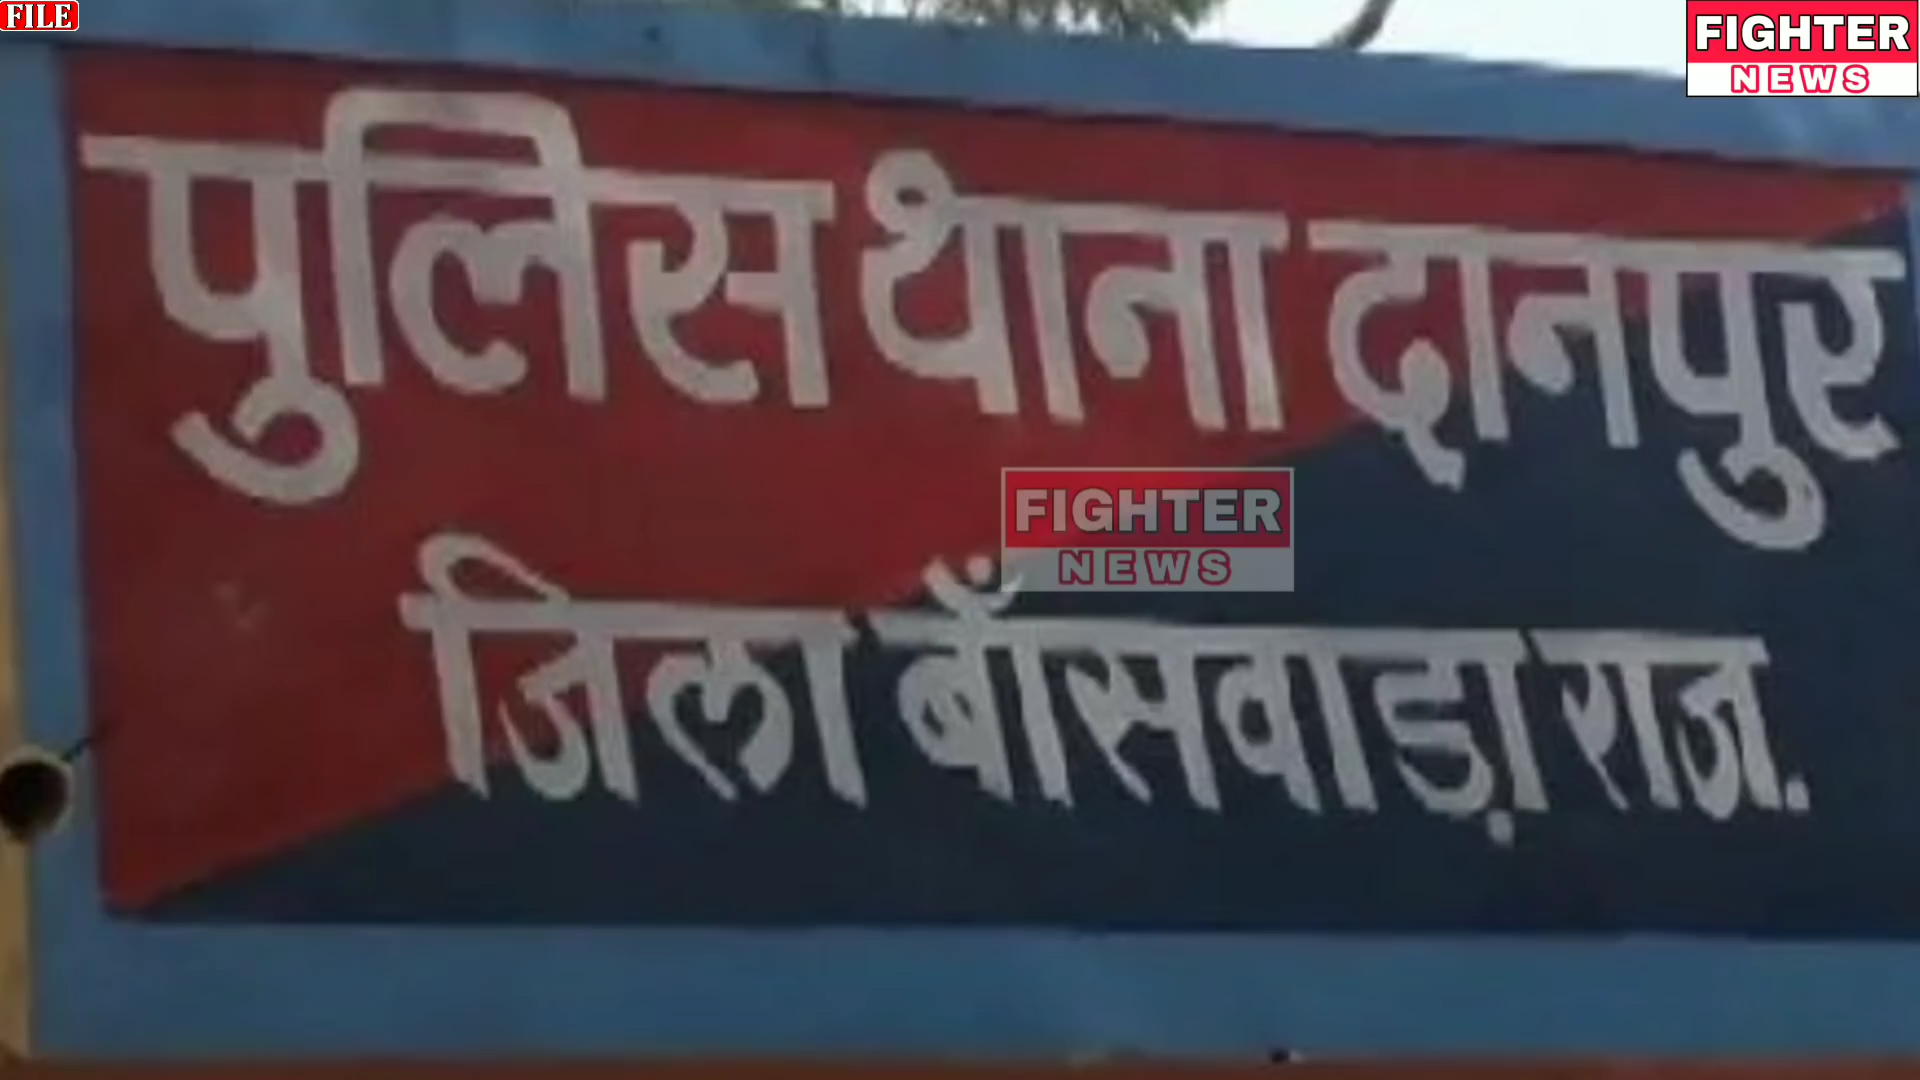 FILE
FIGHTER
NEWS
पुलिस थाना दानपुर
FIGHTER
NEWS
जिला बाँसवाड़ा राज.